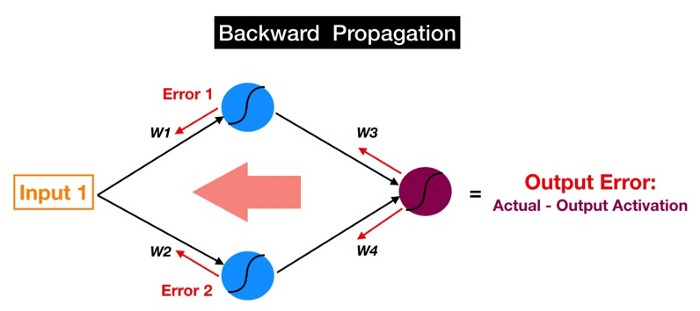 Backward Propagation
Error 1
W1
W3
Input 1
=
Output Error:
Actual - Output Activation
W2
W4
Error 2